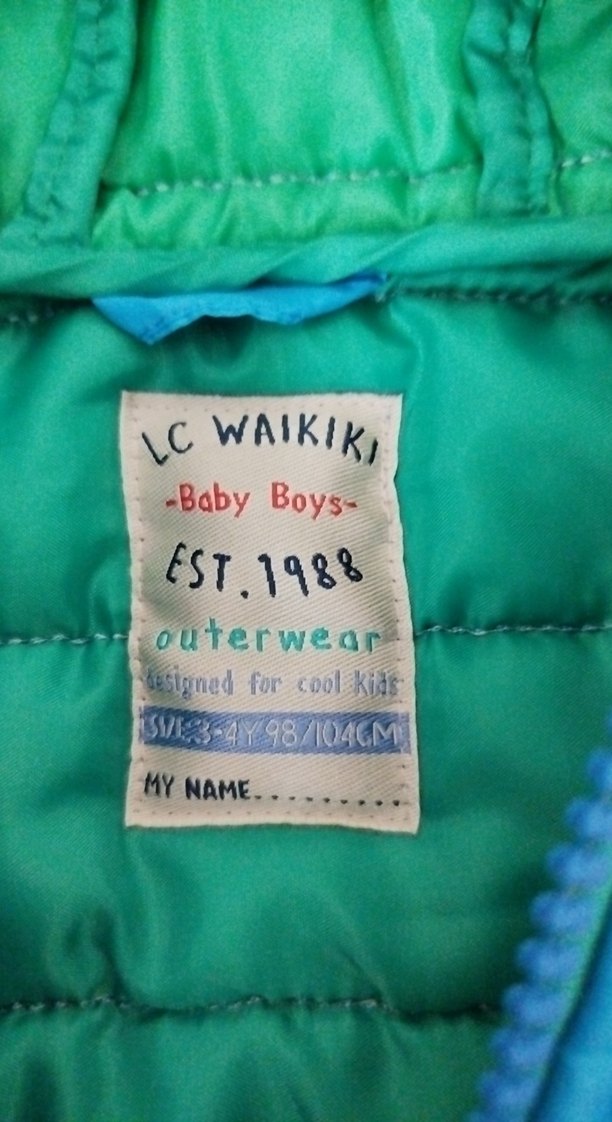 LC WAIKIKI
-Baby Boys-
EST.1988
outerwear
designed for cool kids
SIZE 3-4Y 98/104CM
MY NAME..........